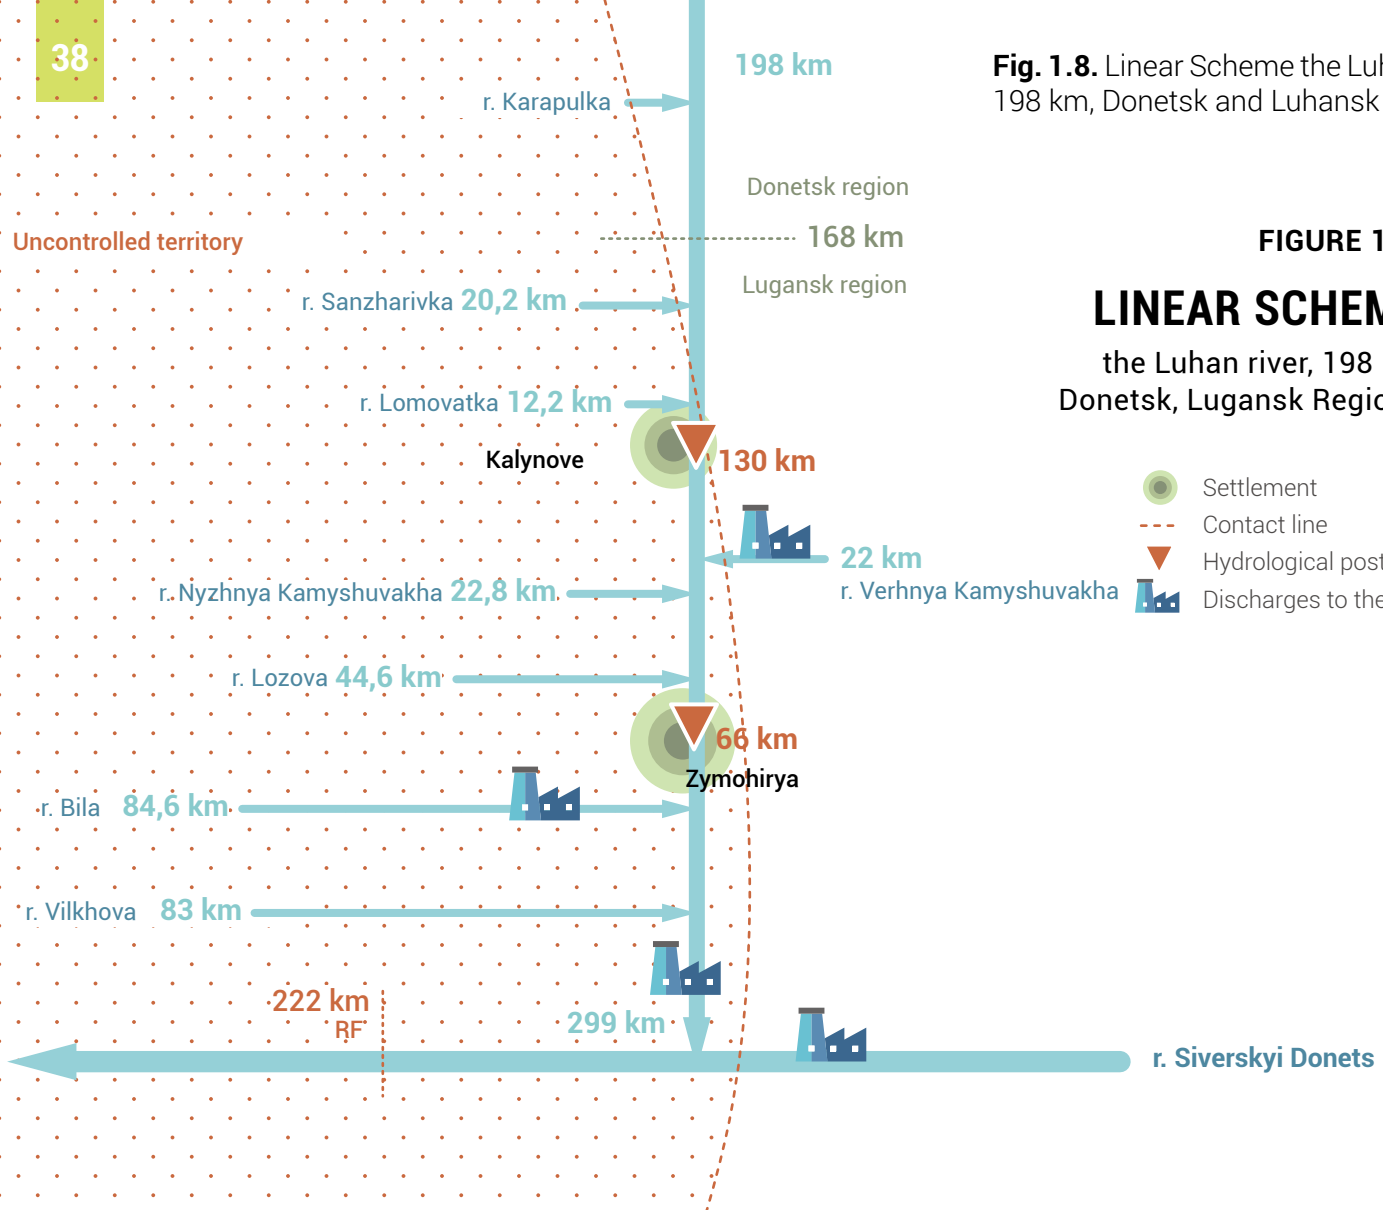 38
198 km
Fig. 1.8. Linear Scheme the
198 km, Donetsk and Luhansk
r. Karapulka
Donetsk region
Uncontrolled territory
168 km
FIGURE
Lugansk region
r. Sanzharivka 20,2 km
LINEAR
the Luhan river, 198
Donetsk, Lugansk
r. Lomovatka 12,2 km
Kalynove
130 km
Settlement
Contact line
Hydrological post
Discharges to the
22 km
r. Verhnya Kamyshuvakha
r. Nyzhnya Kamyshuvakha 22,8 km
r. Lozova 44,6 km
66 km
Zymohirya
r. Bila 84,6 km
r. Vilkhova 83 km
222 km
RF
299 km
r. Siverskyi Donets